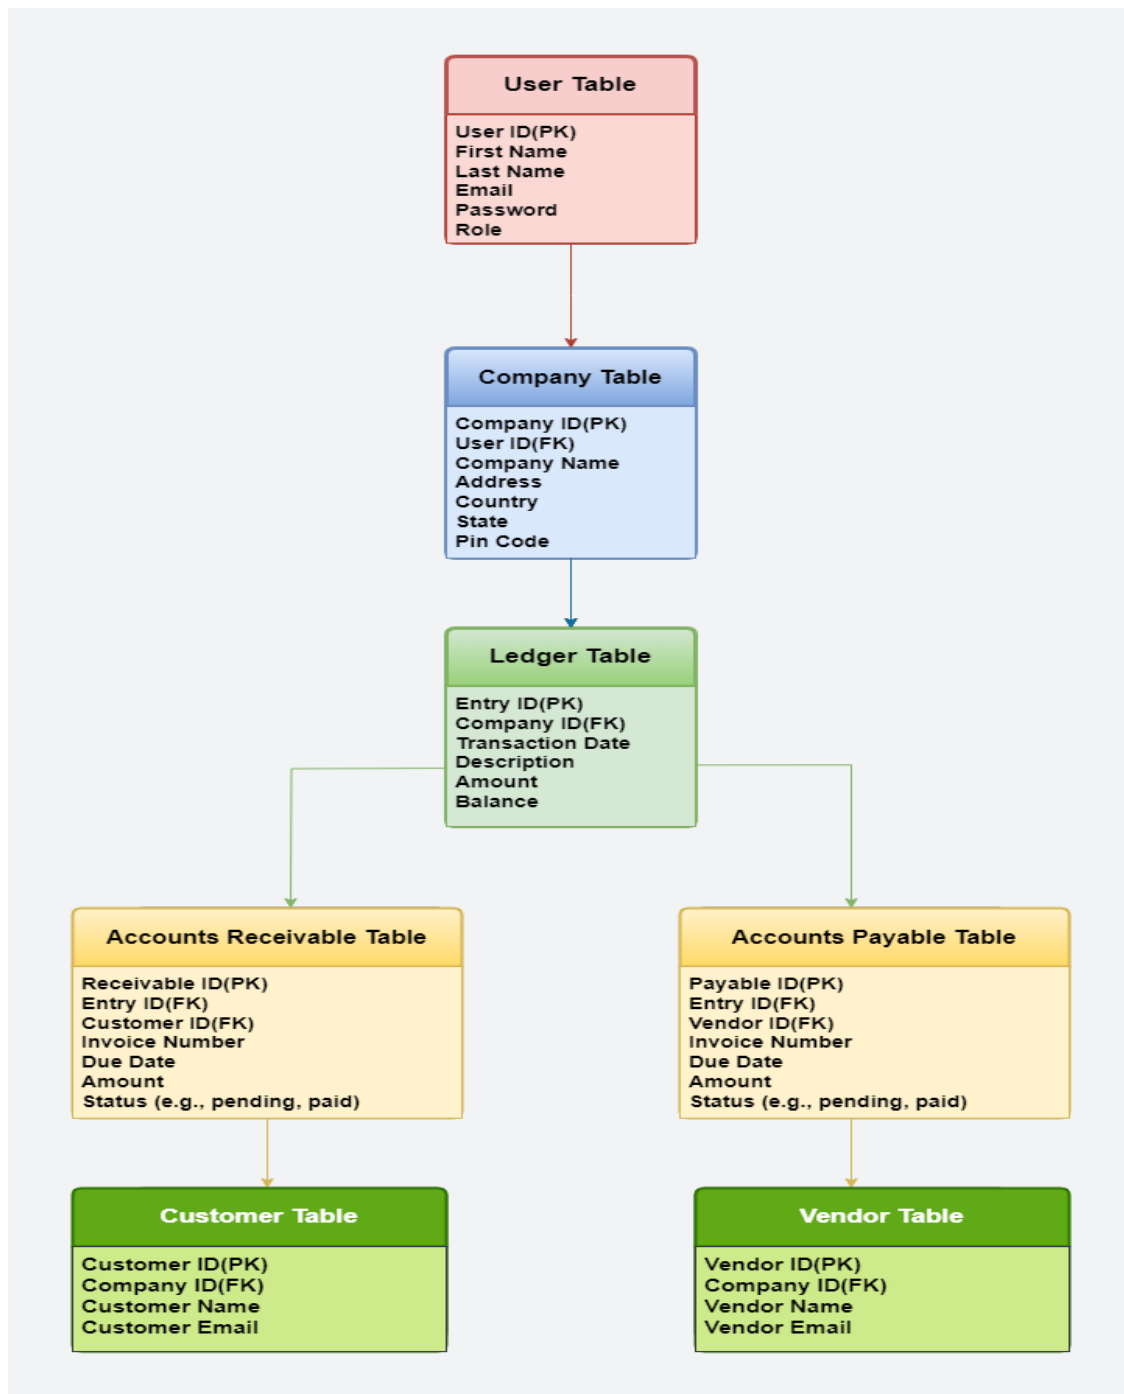 User Table
User ID(PK)
First Name
Last Name
Email
Password
Role
Company Table
Company ID(PK)
User ID(FK)
Company Name
Address
Country
State
Pin Code
Ledger Table
Entry ID(PK)
Company ID(FK)
Transaction Date
Description
Amount
Balance
Accounts Receivable Table
Receivable ID(PK)
Entry ID(FK)
Customer ID(FK)
Invoice Number
Due Date
Amount
Status (e.g., pending, paid)
Accounts Payable Table
Payable ID(PK)
Entry ID(FK)
Vendor ID(FK)
Invoice Number
Due Date
Amount
Status (e.g., pending, paid)
Customer Table
Customer ID(PK)
Company ID(FK)
Customer Name
Customer Email
Vendor Table
Vendor ID(PK)
Company ID(FK)
Vendor Name
Vendor Email